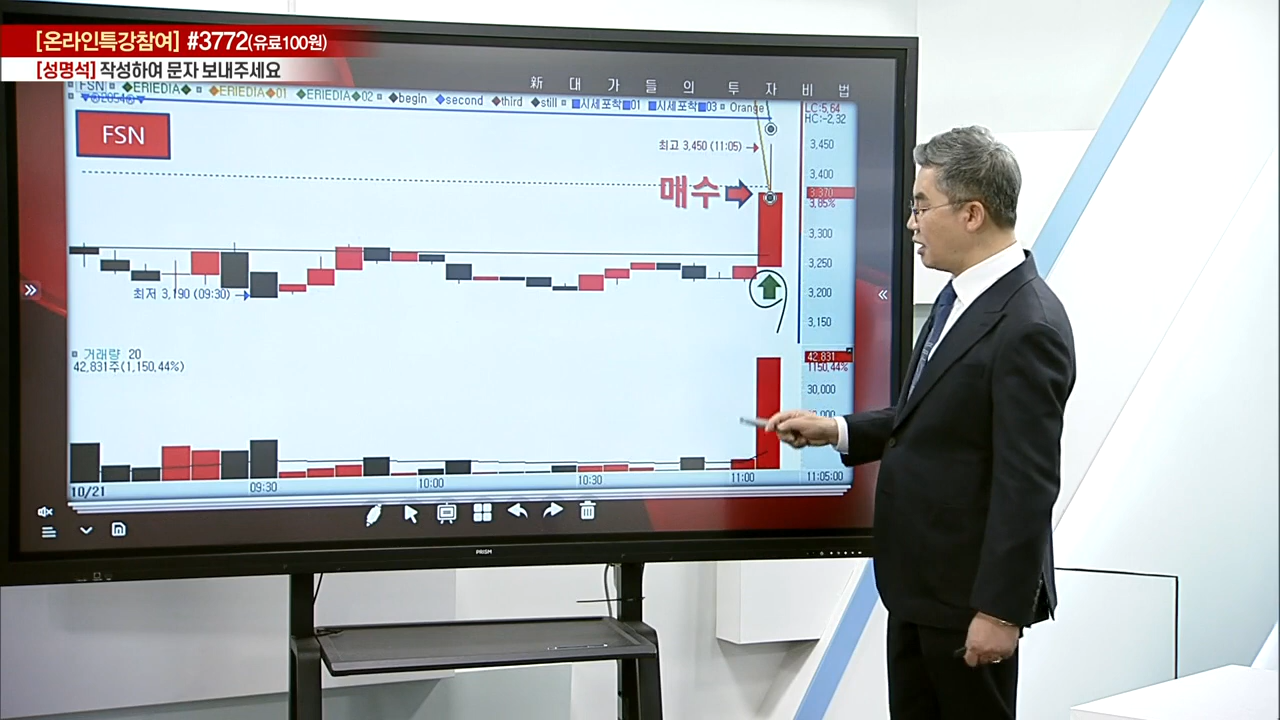 [온라인특강참여] #3772(유료100원)
[성명석] 작성하여 문자 보내주세요
新 대 가 들 의 투 자 비 법
FSN ◆ERIEDIA◆ ◆ERIEDIA◆01 ◆ERIEDIA◆02 ◆begin ◆second ◆third ◆still ■시세포착■01 ■시세포착■03 Orange
LC:5,64
HC:-2,32
FSN
최고 3,450 (11:05)
3,450
3,400
매수
3,370
3,85%
3,300
3,250
최저 3,190 (09:30)
3,200
3,150
거래량 20
42,831주(1,150,44%)
42,831
1150,44%
30,000
10/21
09:30
10:00
10:30
11:00
11:05:00
PRISM